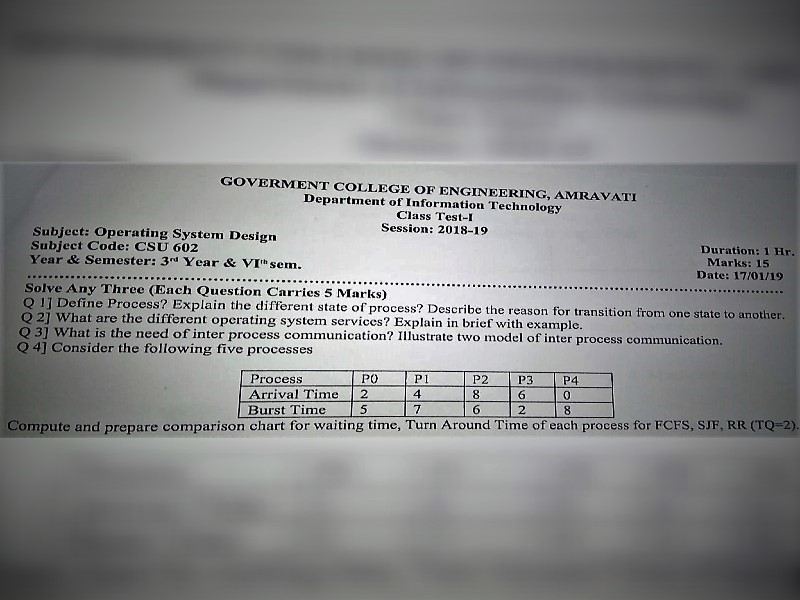 GOVERMENT COLLEGE OF ENGINEERING, AMRAVATI
Department of Information Technology
Class Test-I
Session: 2018-19
Subject: Operating System Design
Subject Code: CSU 602
Year & Semester: 3rd Year & VIth sem.
Duration: 1 Hr.
Marks: 15
Date: 17/01/19
Solve Any Three (Each Question Carries 5 Marks)
Q 1] Define Process? Explain the different state of process? Describe the reason for transition from one state to another.
Q 2] What are the different operating system services? Explain in brief with example.
Q 3] What is the need of inter process communication? Illustrate two model of inter process communication.
Q 4] Consider the following five processes
Process P0 P1 P2 P3 P4
Arrival Time 2 4 8 6 0
Burst Time 5 7 6 2 8
Compute and prepare comparison chart for waiting time, Turn Around Time of each process for FCFS, SJF, RR (TQ=2).